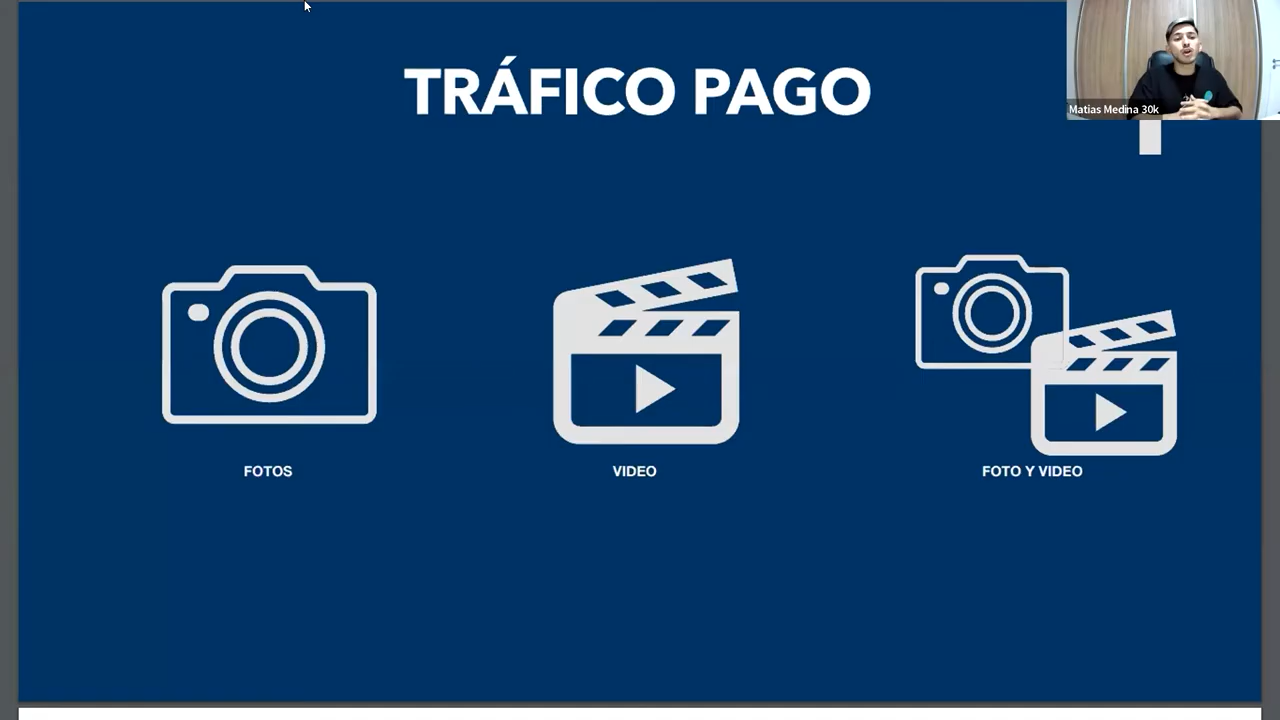 TRÁFICO PAGO
Matias Medina 30k
FOTOS
VIDEO
FOTO Y VIDEO